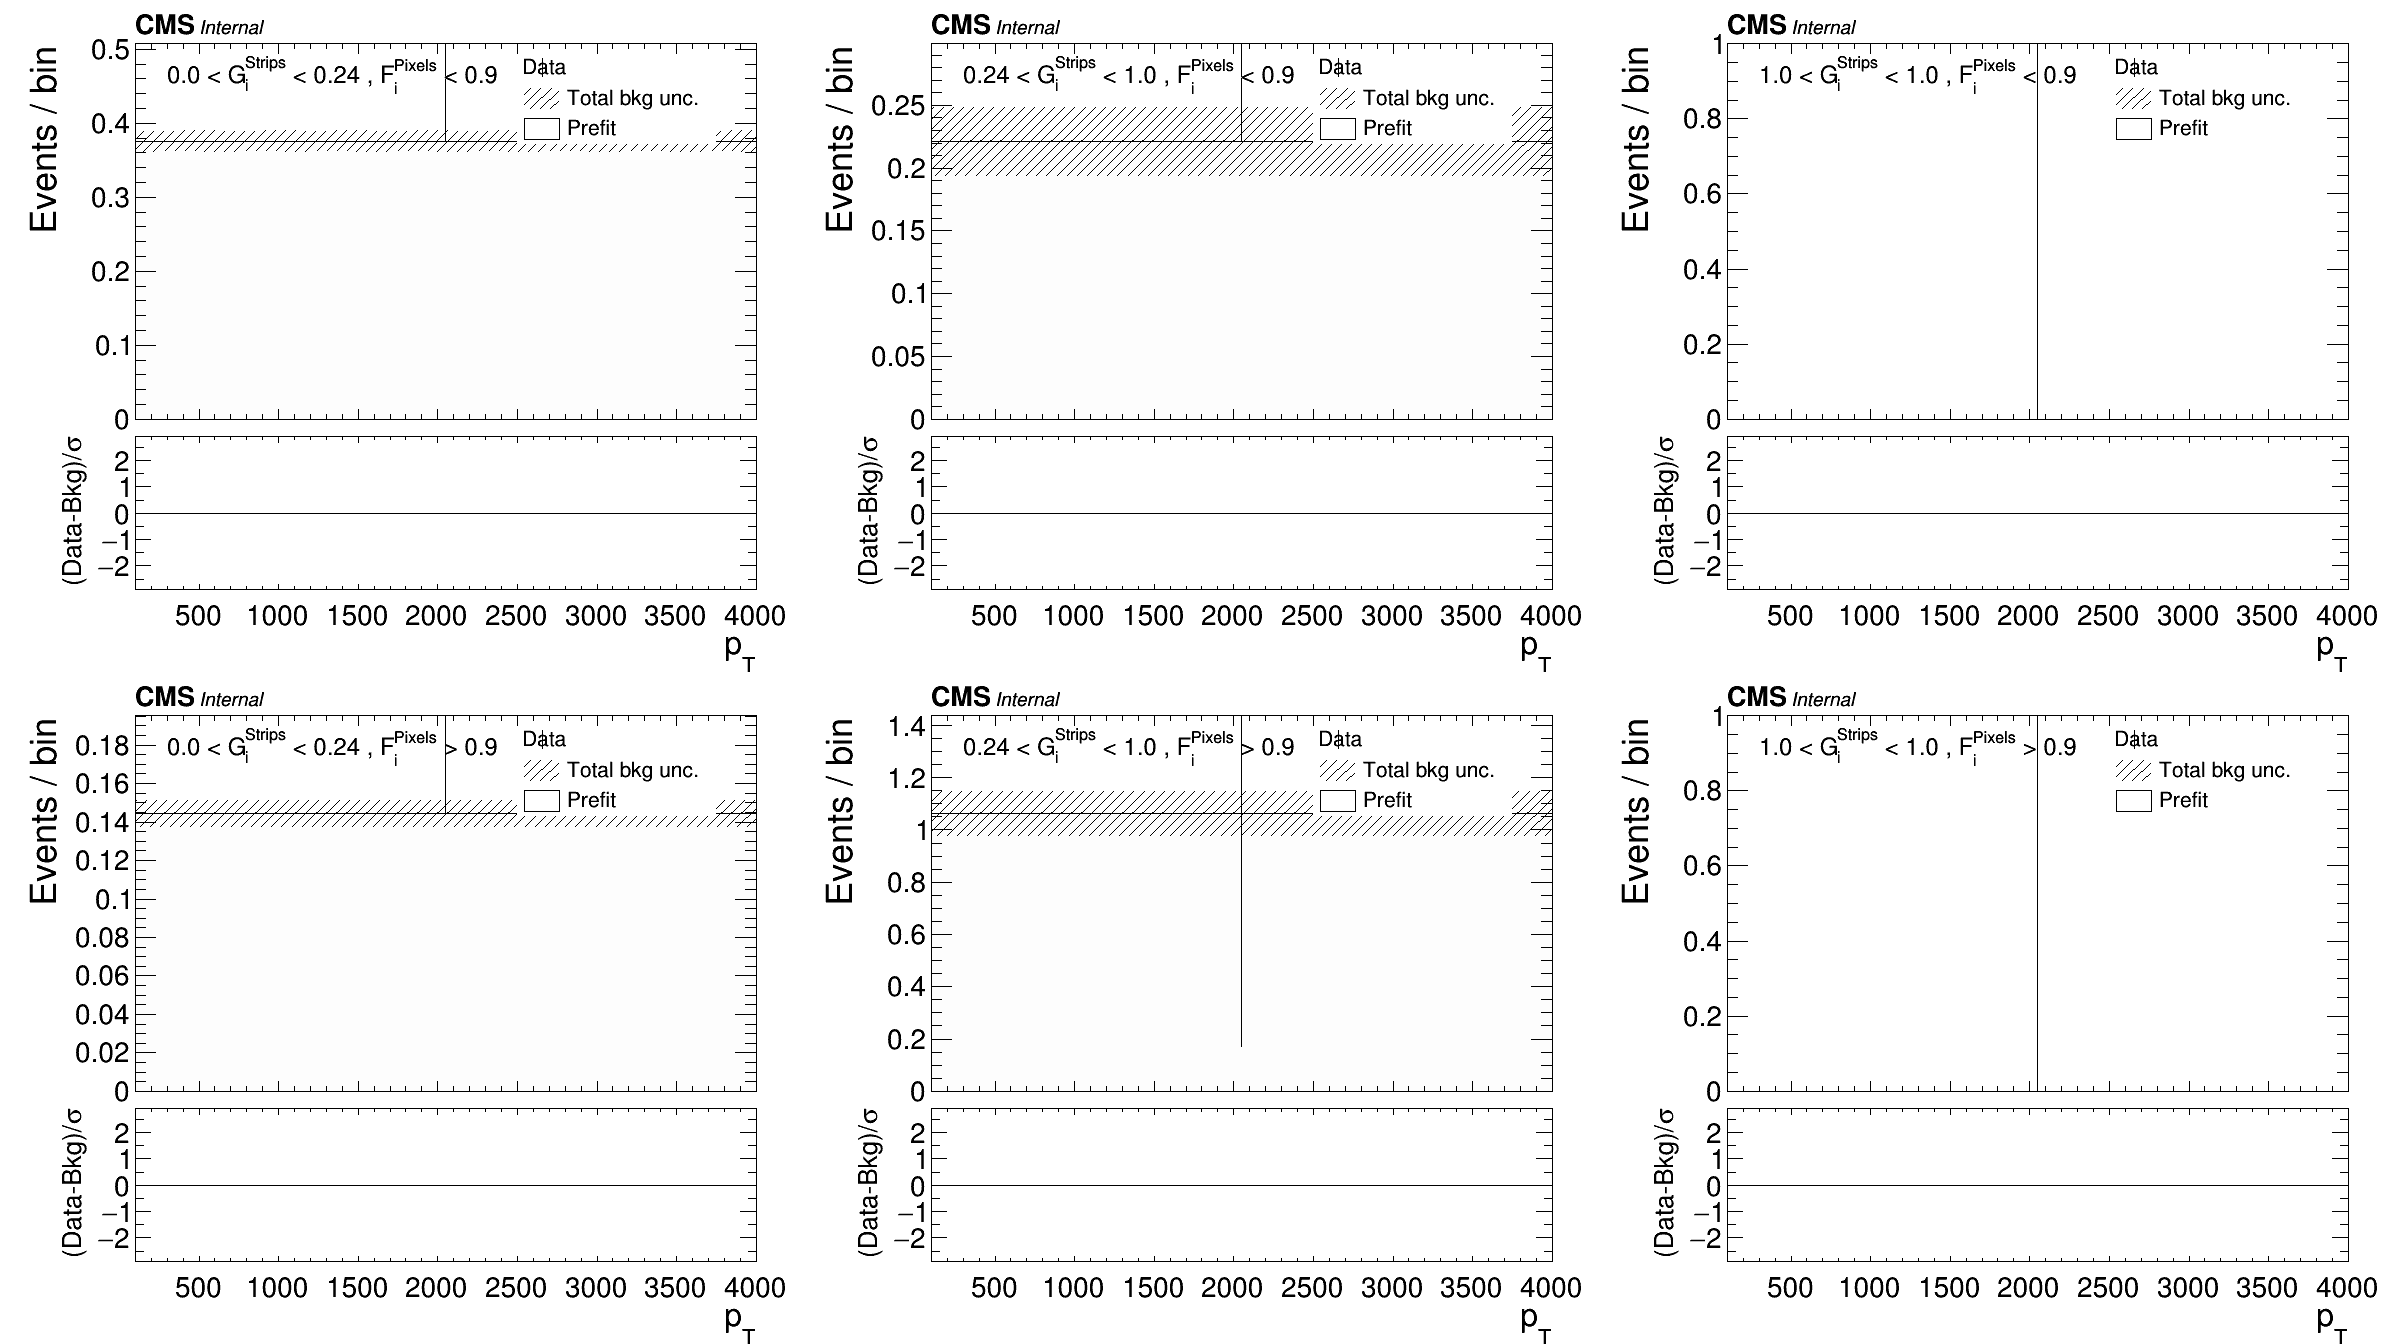 CMS Internal
Events / bin
0.0 < G_i^Strips < 0.24 , F_i^Pixels < 0.9
Data
Total bkg unc.
Prefit
0.5
0.4
0.3
0.2
0.1
0
(Data-Bkg)/σ
2
1
0
−1
−2
500 1000 1500 2000 2500 3000 3500 4000
p_T
CMS Internal
Events / bin
0.24 < G_i^Strips < 1.0 , F_i^Pixels < 0.9
Data
Total bkg unc.
Prefit
0.25
0.2
0.15
0.1
0.05
0
(Data-Bkg)/σ
2
1
0
−1
−2
500 1000 1500 2000 2500 3000 3500 4000
p_T
CMS Internal
Events / bin
1.0 < G_i^Strips < 1.0 , F_i^Pixels < 0.9
Data
Total bkg unc.
Prefit
1
0.8
0.6
0.4
0.2
0
(Data-Bkg)/σ
2
1
0
−1
−2
500 1000 1500 2000 2500 3000 3500 4000
p_T
CMS Internal
Events / bin
0.0 < G_i^Strips < 0.24 , F_i^Pixels > 0.9
Data
Total bkg unc.
Prefit
0.18
0.16
0.14
0.12
0.1
0.08
0.06
0.04
0.02
0
(Data-Bkg)/σ
2
1
0
−1
−2
500 1000 1500 2000 2500 3000 3500 4000
p_T
CMS Internal
Events / bin
0.24 < G_i^Strips < 1.0 , F_i^Pixels > 0.9
Data
Total bkg unc.
Prefit
1.4
1.2
1
0.8
0.6
0.4
0.2
0
(Data-Bkg)/σ
2
1
0
−1
−2
500 1000 1500 2000 2500 3000 3500 4000
p_T
CMS Internal
Events / bin
1.0 < G_i^Strips < 1.0 , F_i^Pixels > 0.9
Data
Total bkg unc.
Prefit
1
0.8
0.6
0.4
0.2
0
(Data-Bkg)/σ
2
1
0
−1
−2
500 1000 1500 2000 2500 3000 3500 4000
p_T